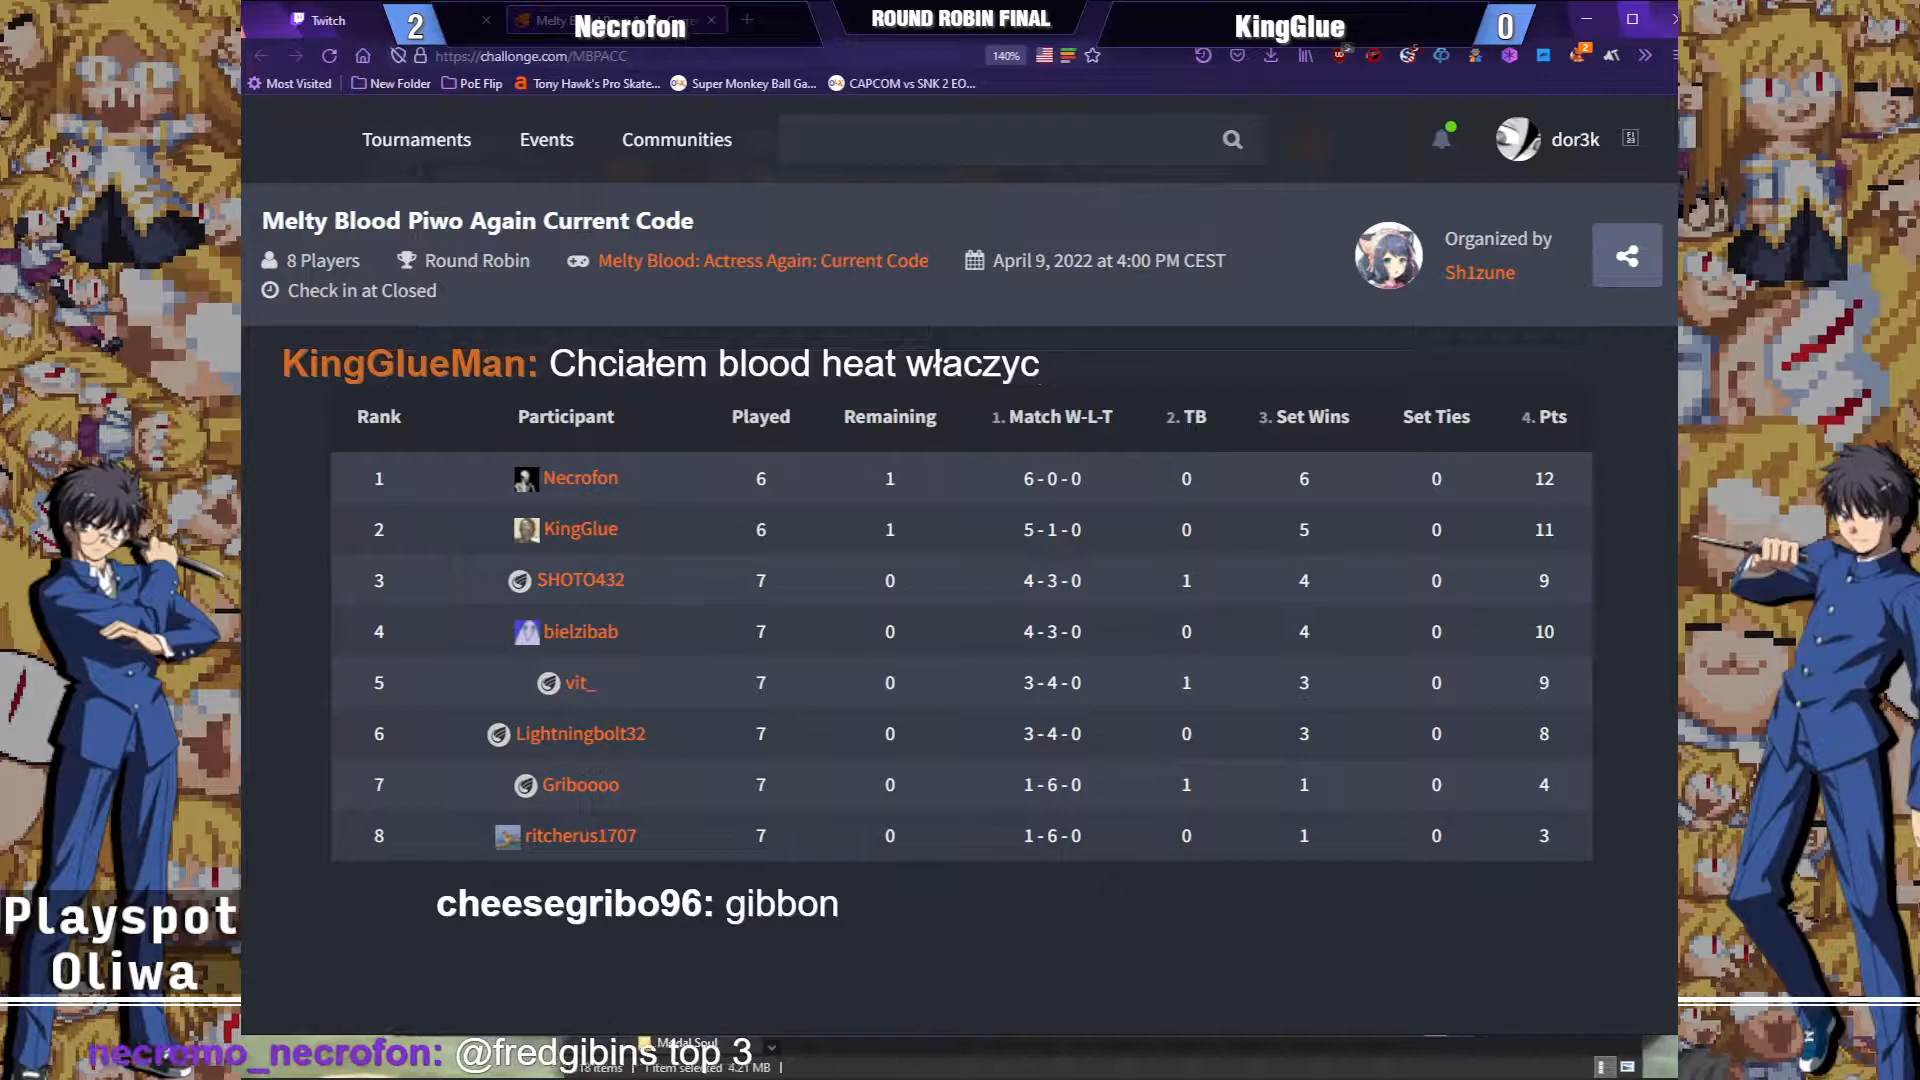 Twitch
2
Necrofon
ROUND ROBIN FINAL
KingGlue
0
https://challonge.com/MBPACC
140%
Most Visited
New Folder
PoE Flip
Tony Hawk's Pro Skate...
Super Monkey Ball Ga...
CAPCOM vs SNK 2 EO...
Tournaments
Events
Communities
dor3k
Melty Blood Piwo Again Current Code
8 Players
Round Robin
Melty Blood: Actress Again: Current Code
April 9, 2022 at 4:00 PM CEST
Check in at Closed
Organized by
Sh1zune
KingGlueMan: Chciałem blood heat właczyc
Rank Participant Played Remaining 1. Match W-L-T 2. TB 3. Set Wins Set Ties 4. Pts
1 Necrofon 6 1 6 - 0 - 0 0 6 0 12
2 KingGlue 6 1 5 - 1 - 0 0 5 0 11
3 SHOTO432 7 0 4 - 3 - 0 1 4 0 9
4 bielzibab 7 0 4 - 3 - 0 0 4 0 10
5 vit_ 7 0 3 - 4 - 0 1 3 0 9
6 Lightningbolt32 7 0 3 - 4 - 0 0 3 0 8
7 Griboooo 7 0 1 - 6 - 0 1 1 0 4
8 ritcherus1707 7 0 1 - 6 - 0 0 1 0 3
cheesegribo96: gibbon
Playspot
Oliwa
necromo_necrofon: @fredgibins top 3
1 item selected 4.21 MB